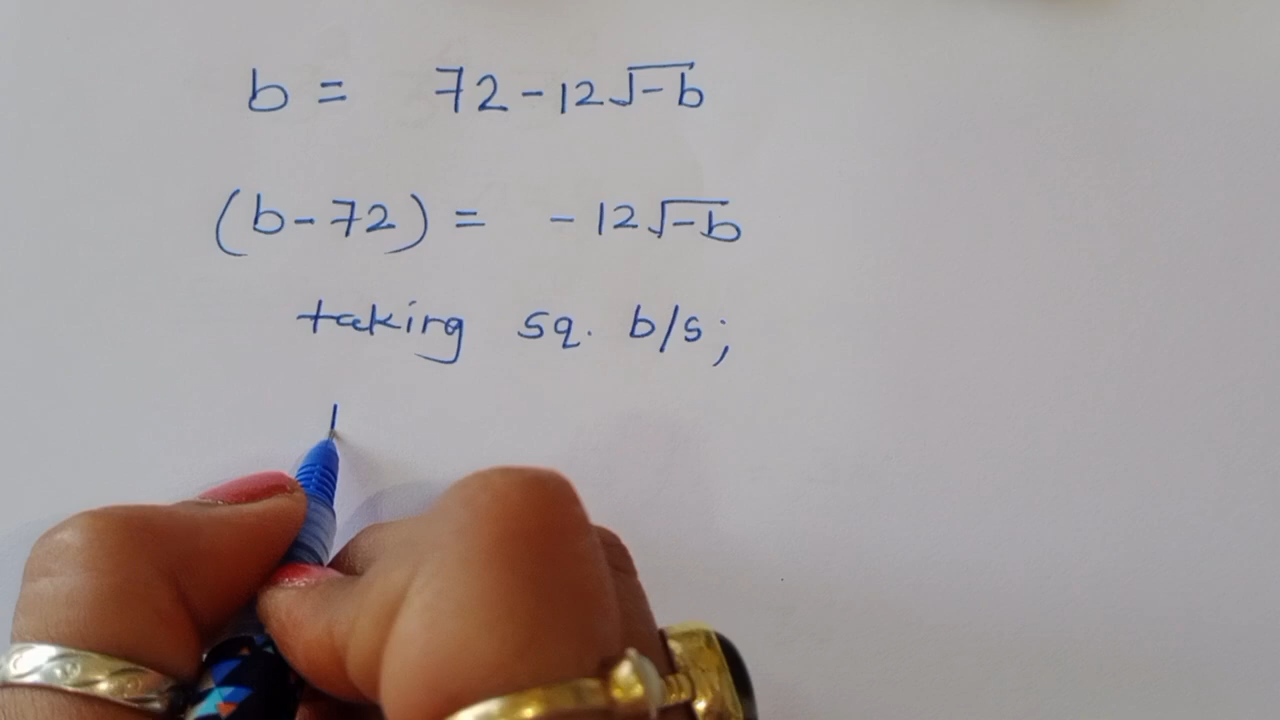 b = 72 - 12√-b
(b - 72) = - 12√-b
taking sq. b/s;